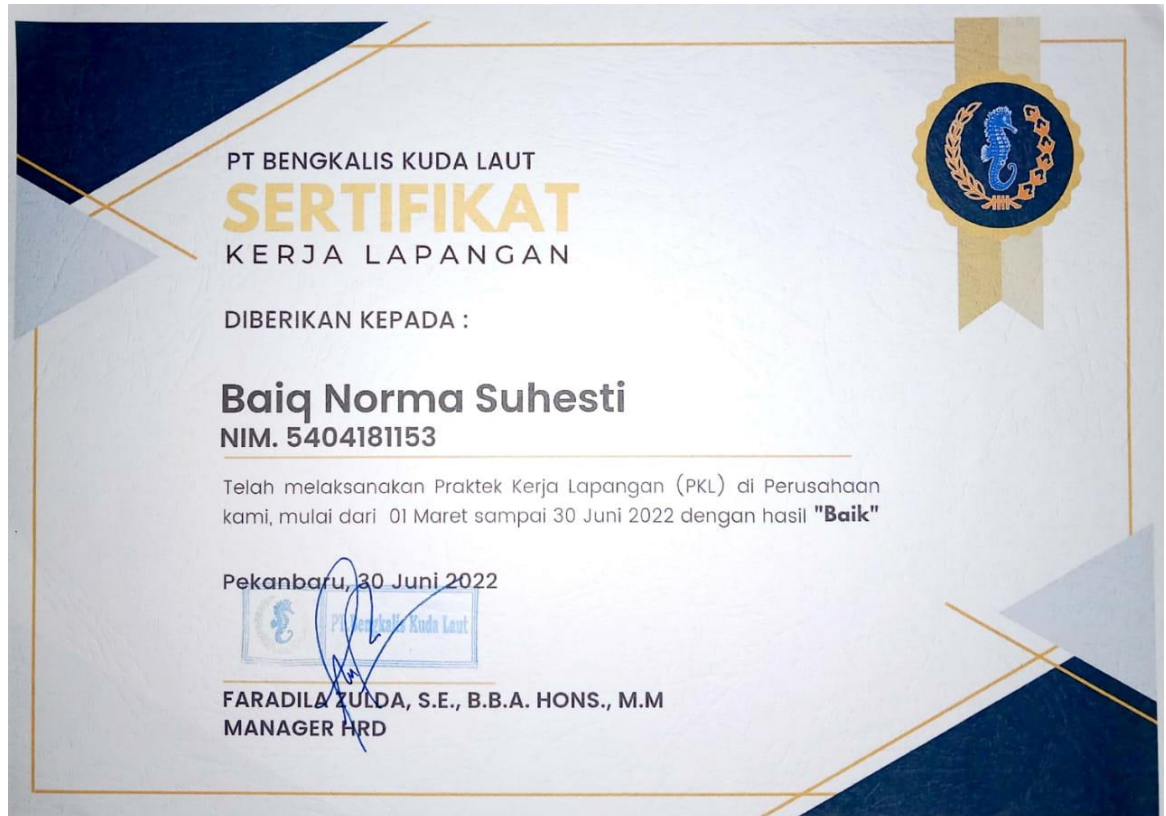 PT BENGKALIS KUDA LAUT
SERTIFIKAT
KERJA LAPANGAN
DIBERIKAN KEPADA :
Baiq Norma Suhesti
NIM. 5404181153
Telah melaksanakan Praktek Kerja Lapangan (PKL) di Perusahaan
kami, mulai dari 01 Maret sampai 30 Juni 2022 dengan hasil "Baik"
Pekanbaru, 30 Juni 2022
PT Bengkalis Kuda Laut
FARADILA ZULDA, S.E., B.B.A. HONS., M.M
MANAGER HRD